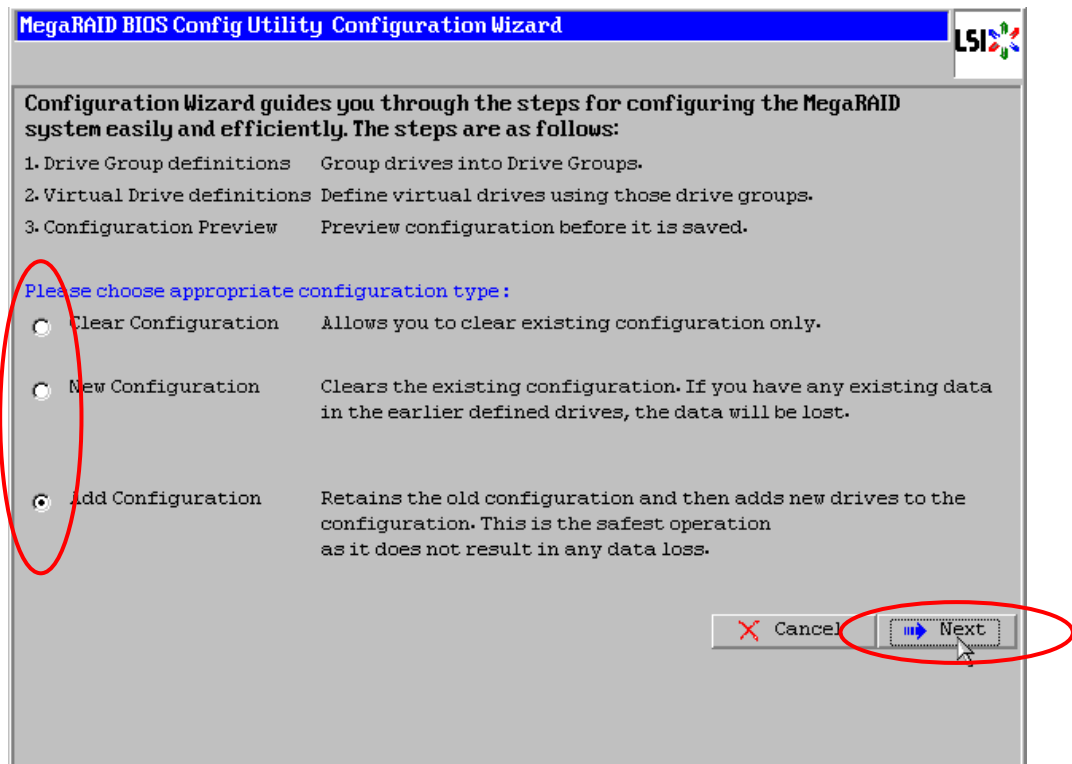 MegaRAID BIOS Config Utility Configuration Wizard
LSI
Configuration Wizard guides you through the steps for configuring the MegaRAID
system easily and efficiently. The steps are as follows:
1. Drive Group definitions Group drives into Drive Groups.
2. Virtual Drive definitions Define virtual drives using those drive groups.
3. Configuration Preview Preview configuration before it is saved.
Please choose appropriate configuration type:
Clear Configuration Allows you to clear existing configuration only.
New Configuration Clears the existing configuration. If you have any existing data
in the earlier defined drives, the data will be lost.
Add Configuration Retains the old configuration and then adds new drives to the
configuration. This is the safest operation
as it does not result in any data loss.
Cancel Next